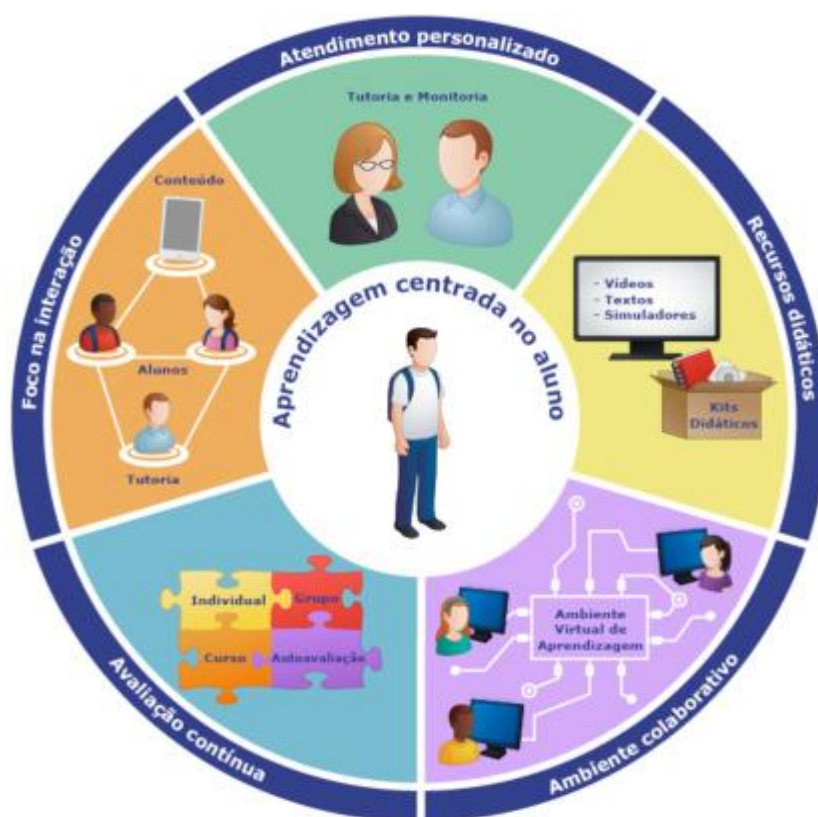 Atendimento personalizado
Tutoria e Monitoria
Recursos didáticos
- Vídeos
- Textos
- Simuladores
Kits
Didáticos
Ambiente colaborativo
Ambiente
Virtual de
Aprendizagem
Avaliação contínua
Individual
Grupo
Curso
Autoavaliação
Foco na interação
Conteúdo
Alunos
Tutoria
Aprendizagem centrada no aluno